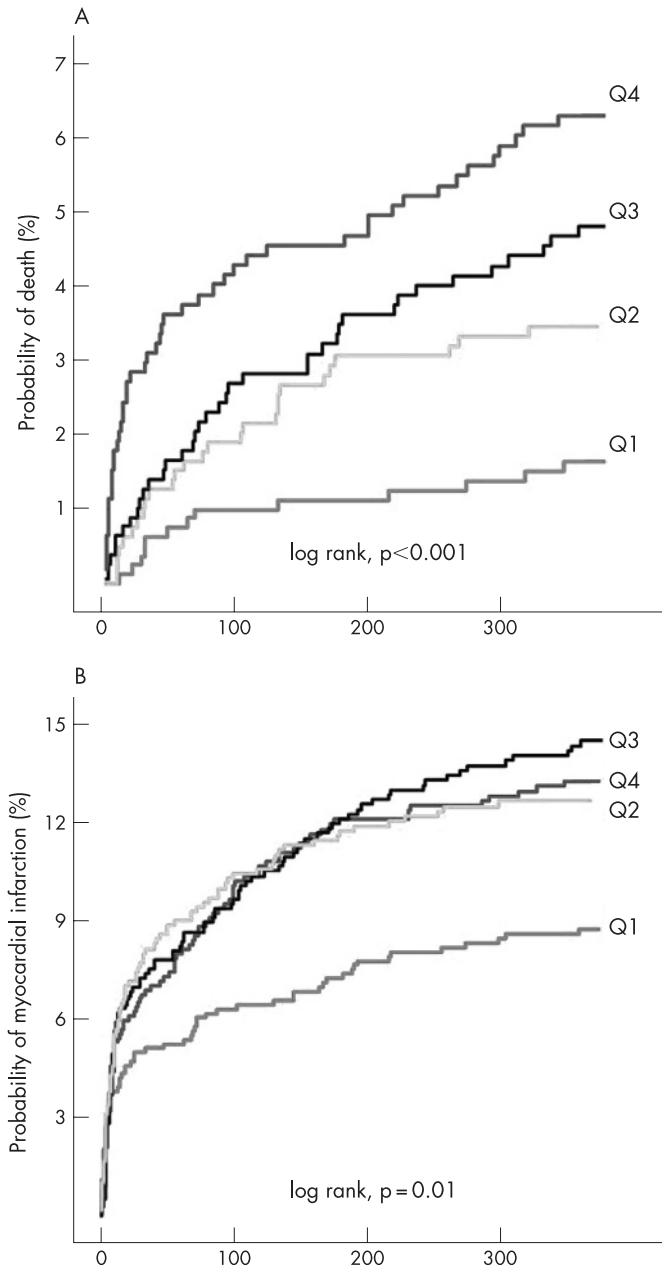 A
7
6
5
4
3
2
1
Probability of death (%)
Q4
Q3
Q2
Q1
log rank, p<0.001
0 100 200 300
B
15
12
9
6
3
Probability of myocardial infarction (%)
Q3
Q4
Q2
Q1
log rank, p=0.01
0 100 200 300